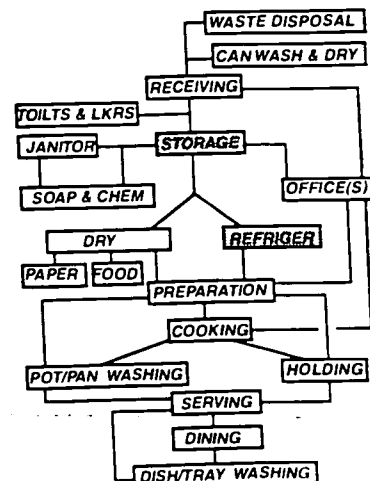 WASTE DISPOSAL
CAN WASH & DRY
RECEIVING
TOILTS & LKRS
JANITOR
STORAGE
SOAP & CHEM
OFFICE(S)
DRY
REFRIGER
PAPER
FOOD
PREPARATION
COOKING
POT/PAN WASHING
HOLDING
SERVING
DINING
DISH/TRAY WASHING